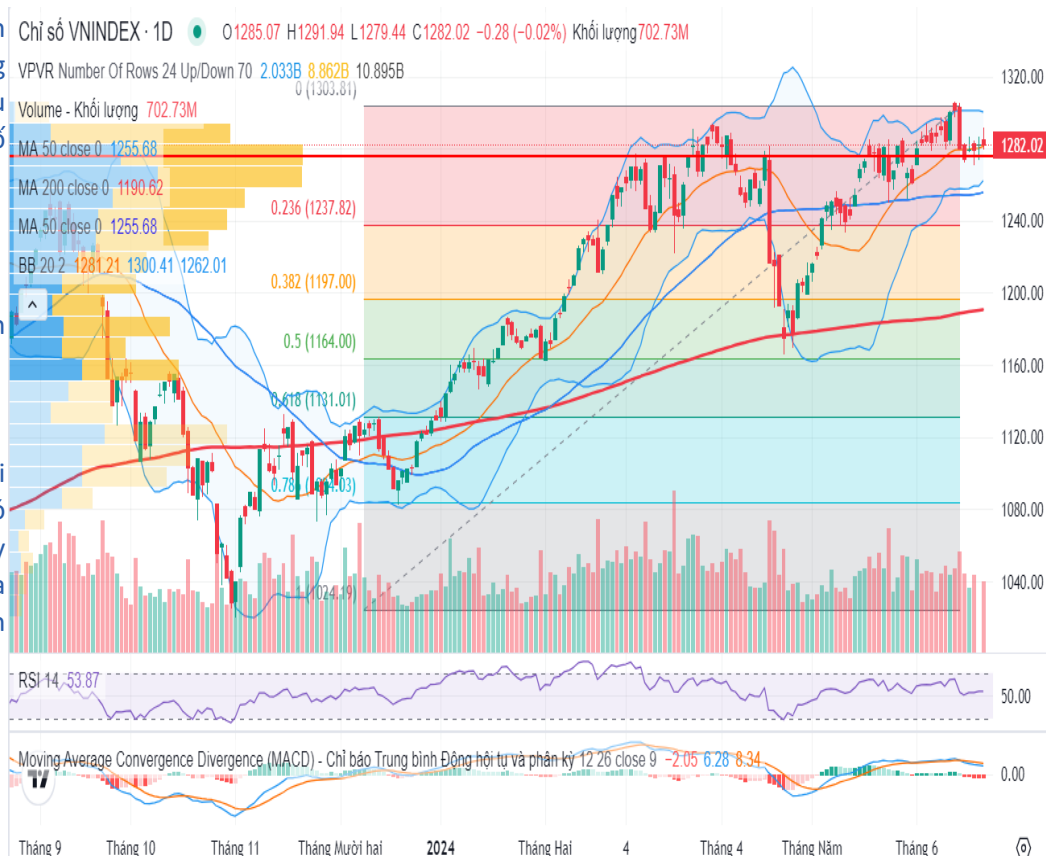 Chỉ số VNINDEX · 1D O1285.07 H1291.94 L1279.44 C1282.02 −0.28 (−0.02%) Khối lượng702.73M
VPVR Number Of Rows 24 Up/Down 70 2.033B 8.862B 10.895B
0 (1303.81)
1320.00
Volume - Khối lượng 702.73M
MA 50 close 0 1255.68
1282.02
MA 200 close 0 1190.62
0.236 (1237.82)
1240.00
MA 50 close 0 1255.68
BB 20 2 1281.21 1300.41 1262.01
0.382 (1197.00)
1200.00
0.5 (1164.00)
1160.00
0.618 (1131.01)
1120.00
1080.00
1 (1024.19)
1040.00
RSI 14 53.87
50.00
Moving Average Convergence Divergence (MACD) - Chỉ báo Trung bình Động hội tụ và phân kỳ 12 26 close 9 −2.05 6.28 8.34
0.00
Tháng 9 Tháng 10 Tháng 11 Tháng Mười hai 2024 Tháng Hai 4 Tháng 4 Tháng Năm Tháng 6